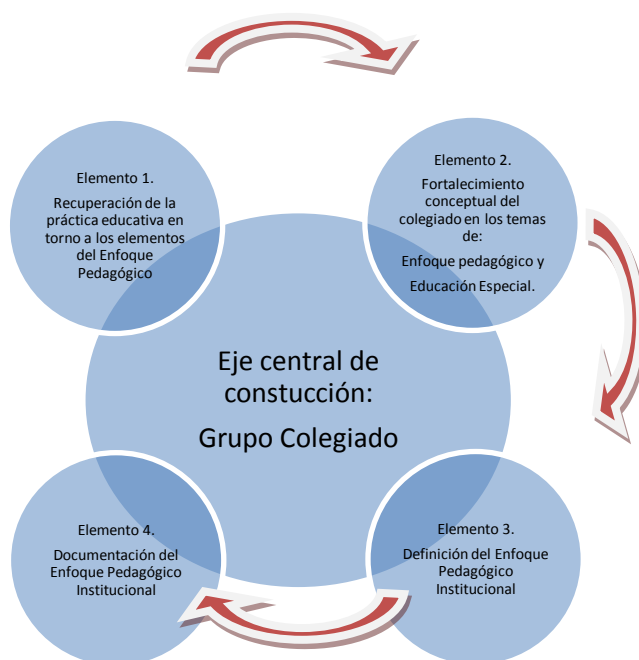 Elemento 1.
Recuperación de la
práctica educativa en
torno a los elementos
del Enfoque
Pedagógico
Elemento 2.
Fortalecimiento
conceptual del
colegiado en los temas
de:
Enfoque pedagógico y
Educación Especial.
Eje central de
constucción:
Grupo Colegiado
Elemento 4.
Documentación del
Enfoque Pedagógico
Institucional
Elemento 3.
Definición del Enfoque
Pedagógico
Institucional